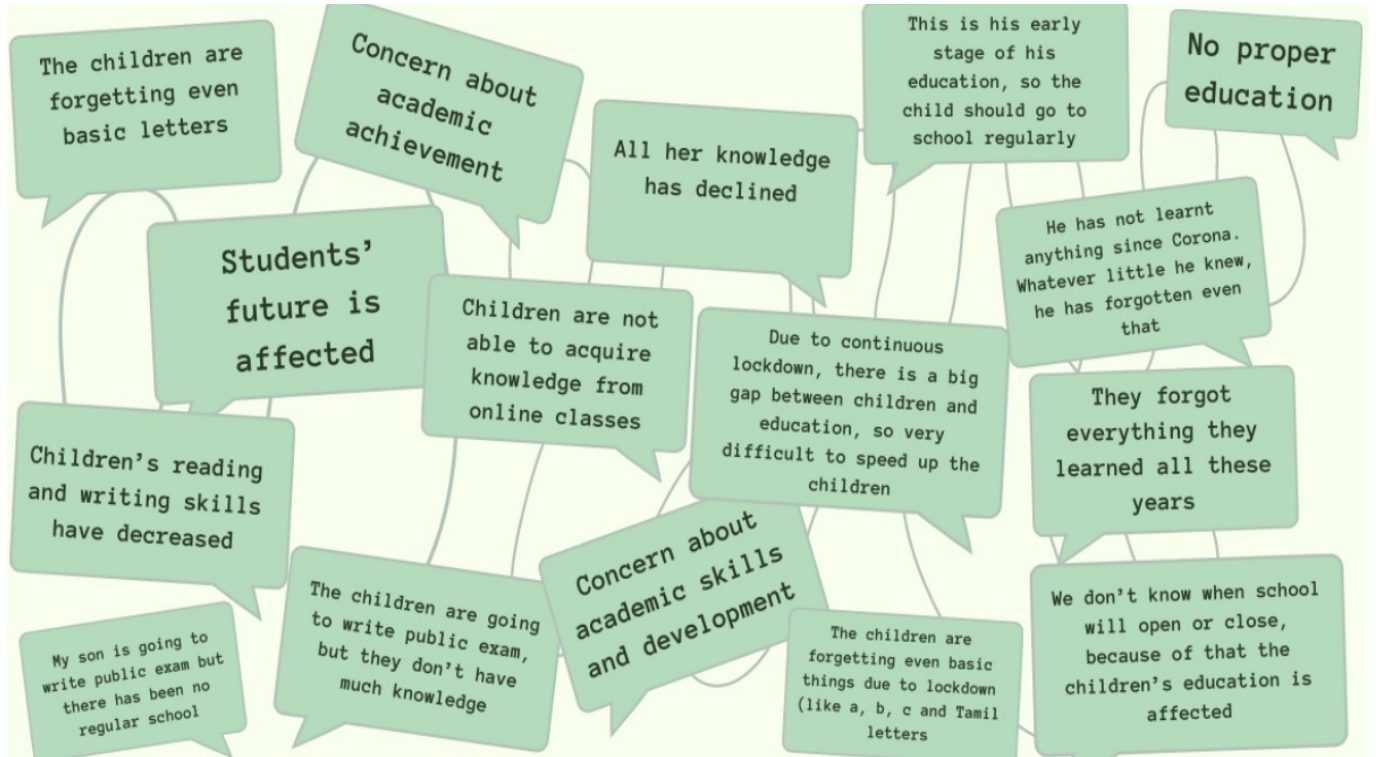 The children are
forgetting even
basic letters
Concern about
academic
achievement
All her knowledge
has declined
This is his early
stage of his
education, so the
child should go to
school regularly
No proper
education
Students’
future is
affected
Children are not
able to acquire
knowledge from
online classes
Due to continuous
lockdown, there is a big
gap between children and
education, so very
difficult to speed up the
children
He has not learnt
anything since Corona.
Whatever little he knew,
he has forgotten even
that
They forgot
everything they
learned all these
years
Children’s reading
and writing skills
have decreased
My son is going to
write public exam but
there has been no
regular school
The children are going
to write public exam,
but they don’t have
much knowledge
Concern about
academic skills
and development
The children are
forgetting even basic
things due to lockdown
(like a, b, c and Tamil
letters
We don’t know when school
will open or close,
because of that the
children’s education is
affected